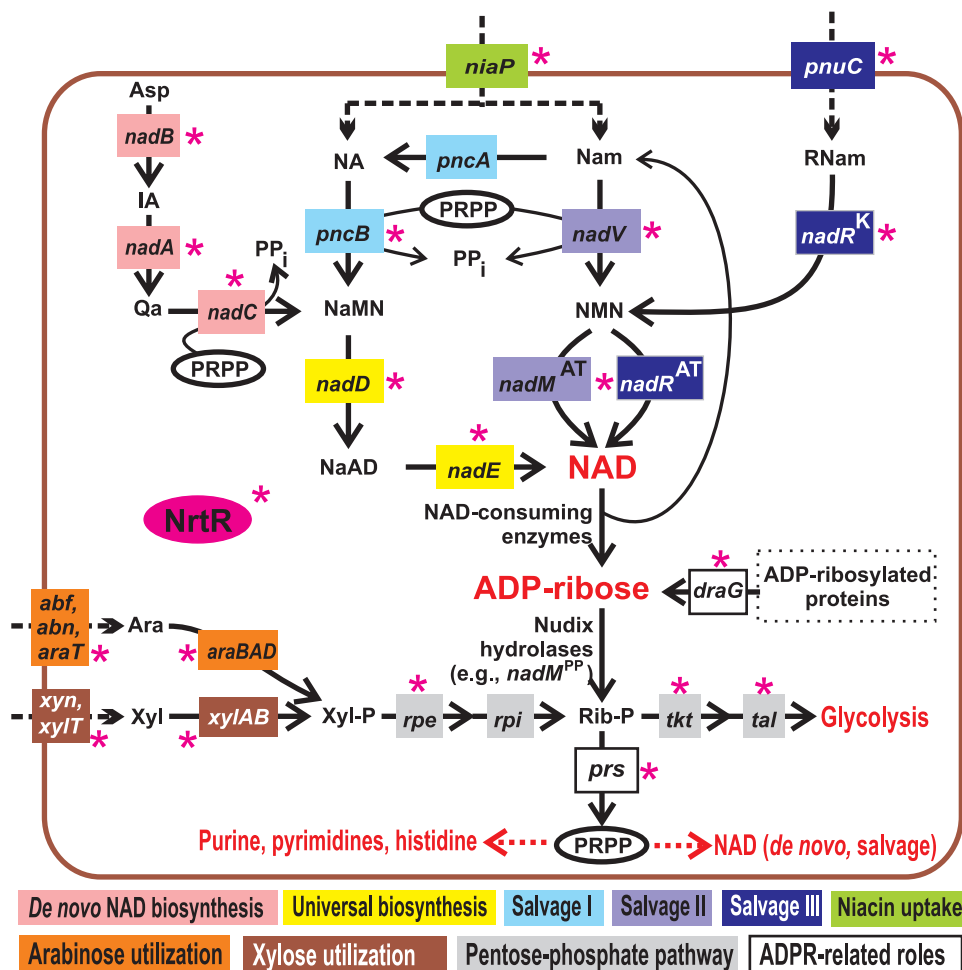 niaP *
pnuC *
Asp
nadB *
NA
pncA
Nam
RNam
IA
PRPP
nadA *
pncB *
nadV *
nadR K *
PPi
PPi
Qa
nadC *
NaMN
NMN
PRPP
nadD *
nadM AT *
nadR AT
NaAD
nadE *
NAD
NrtR *
NAD-consuming
enzymes
ADP-ribose
draG *
ADP-ribosylated
proteins
abf,
abn,
araT *
Ara
araBAD *
Nudix
hydrolases
(e.g., nadM PP)
xyn,
xylT *
Xyl
xylAB *
Xyl-P
rpe *
rpi
Rib-P
tkt *
tal *
Glycolysis
prs *
Purine, pyrimidines, histidine
PRPP
NAD (de novo, salvage)
De novo NAD biosynthesis
Universal biosynthesis
Salvage I
Salvage II
Salvage III
Niacin uptake
Arabinose utilization
Xylose utilization
Pentose-phosphate pathway
ADPR-related roles